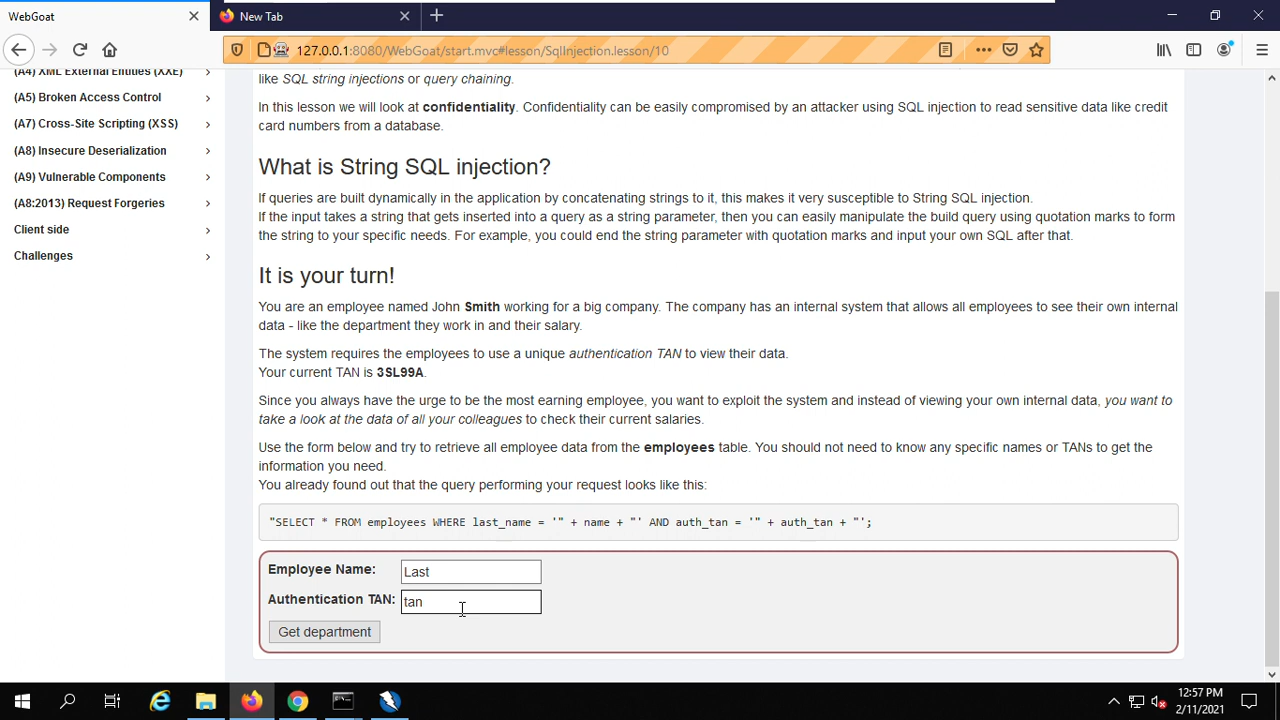 WebGoat
New Tab
127.0.0.1:8080/WebGoat/start.mvc#lesson/SqlInjection.lesson/10
(A4) XML External Entities (XXE)
(A5) Broken Access Control
(A7) Cross-Site Scripting (XSS)
(A8) Insecure Deserialization
(A9) Vulnerable Components
(A8:2013) Request Forgeries
Client side
Challenges
like SQL string injections or query chaining.
In this lesson we will look at confidentiality. Confidentiality can be easily compromised by an attacker using SQL injection to read sensitive data like credit
card numbers from a database.
What is String SQL injection?
If queries are built dynamically in the application by concatenating strings to it, this makes it very susceptible to String SQL injection.
If the input takes a string that gets inserted into a query as a string parameter, then you can easily manipulate the build query using quotation marks to form
the string to your specific needs. For example, you could end the string parameter with quotation marks and input your own SQL after that.
It is your turn!
You are an employee named John Smith working for a big company. The company has an internal system that allows all employees to see their own internal
data - like the department they work in and their salary.
The system requires the employees to use a unique authentication TAN to view their data.
Your current TAN is 3SL99A.
Since you always have the urge to be the most earning employee, you want to exploit the system and instead of viewing your own internal data, you want to
take a look at the data of all your colleagues to check their current salaries.
Use the form below and try to retrieve all employee data from the employees table. You should not need to know any specific names or TANs to get the
information you need.
You already found out that the query performing your request looks like this:
"SELECT * FROM employees WHERE last_name = '" + name + "' AND auth_tan = '" + auth_tan + "';
Employee Name: Last
Authentication TAN: tan
Get department
12:57 PM
2/11/2021